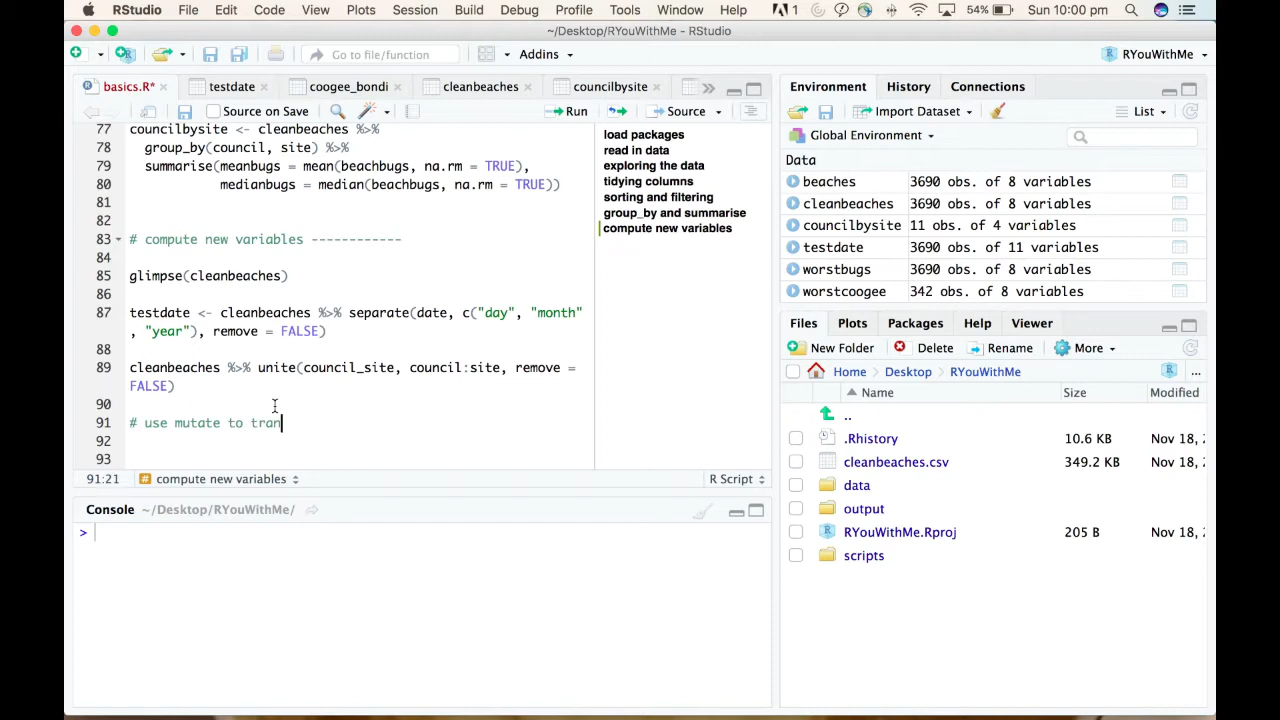 RStudio File Edit Code View Plots Session Build Debug Profile Tools Window Help 1 54% Sun 10:00 pm
~/Desktop/RYouWithMe - RStudio
Go to file/function Addins RYouWithMe
basics.R* testdate coogee_bondi cleanbeaches councilbysite
Source on Save Run Source
77 councilbysite <- cleanbeaches %>%
78 group_by(council, site) %>%
79 summarise(meanbugs = mean(beachbugs, na.rm = TRUE),
80 medianbugs = median(beachbugs, na.rm = TRUE))
81
82
83 # compute new variables ------------
84
85 glimpse(cleanbeaches)
86
87 testdate <- cleanbeaches %>% separate(date, c("day", "month"
, "year"), remove = FALSE)
88
89 cleanbeaches %>% unite(council_site, council:site, remove =
FALSE)
90
91 # use mutate to tran
92
93
load packages
read in data
exploring the data
tidying columns
sorting and filtering
group_by and summarise
compute new variables
91:21 # compute new variables R Script
Console ~/Desktop/RYouWithMe/
>
Environment History Connections
Import Dataset List
Global Environment
Data
beaches 3690 obs. of 8 variables
cleanbeaches 3690 obs. of 8 variables
councilbysite 11 obs. of 4 variables
testdate 3690 obs. of 11 variables
worstbugs 3690 obs. of 8 variables
worstcoogee 342 obs. of 8 variables
Files Plots Packages Help Viewer
New Folder Delete Rename More
Home Desktop RYouWithMe ...
Name Size Modified
..
.Rhistory 10.6 KB Nov 18, 2
cleanbeaches.csv 349.2 KB Nov 18, 2
data
output
RYouWithMe.Rproj 205 B Nov 18, 2
scripts